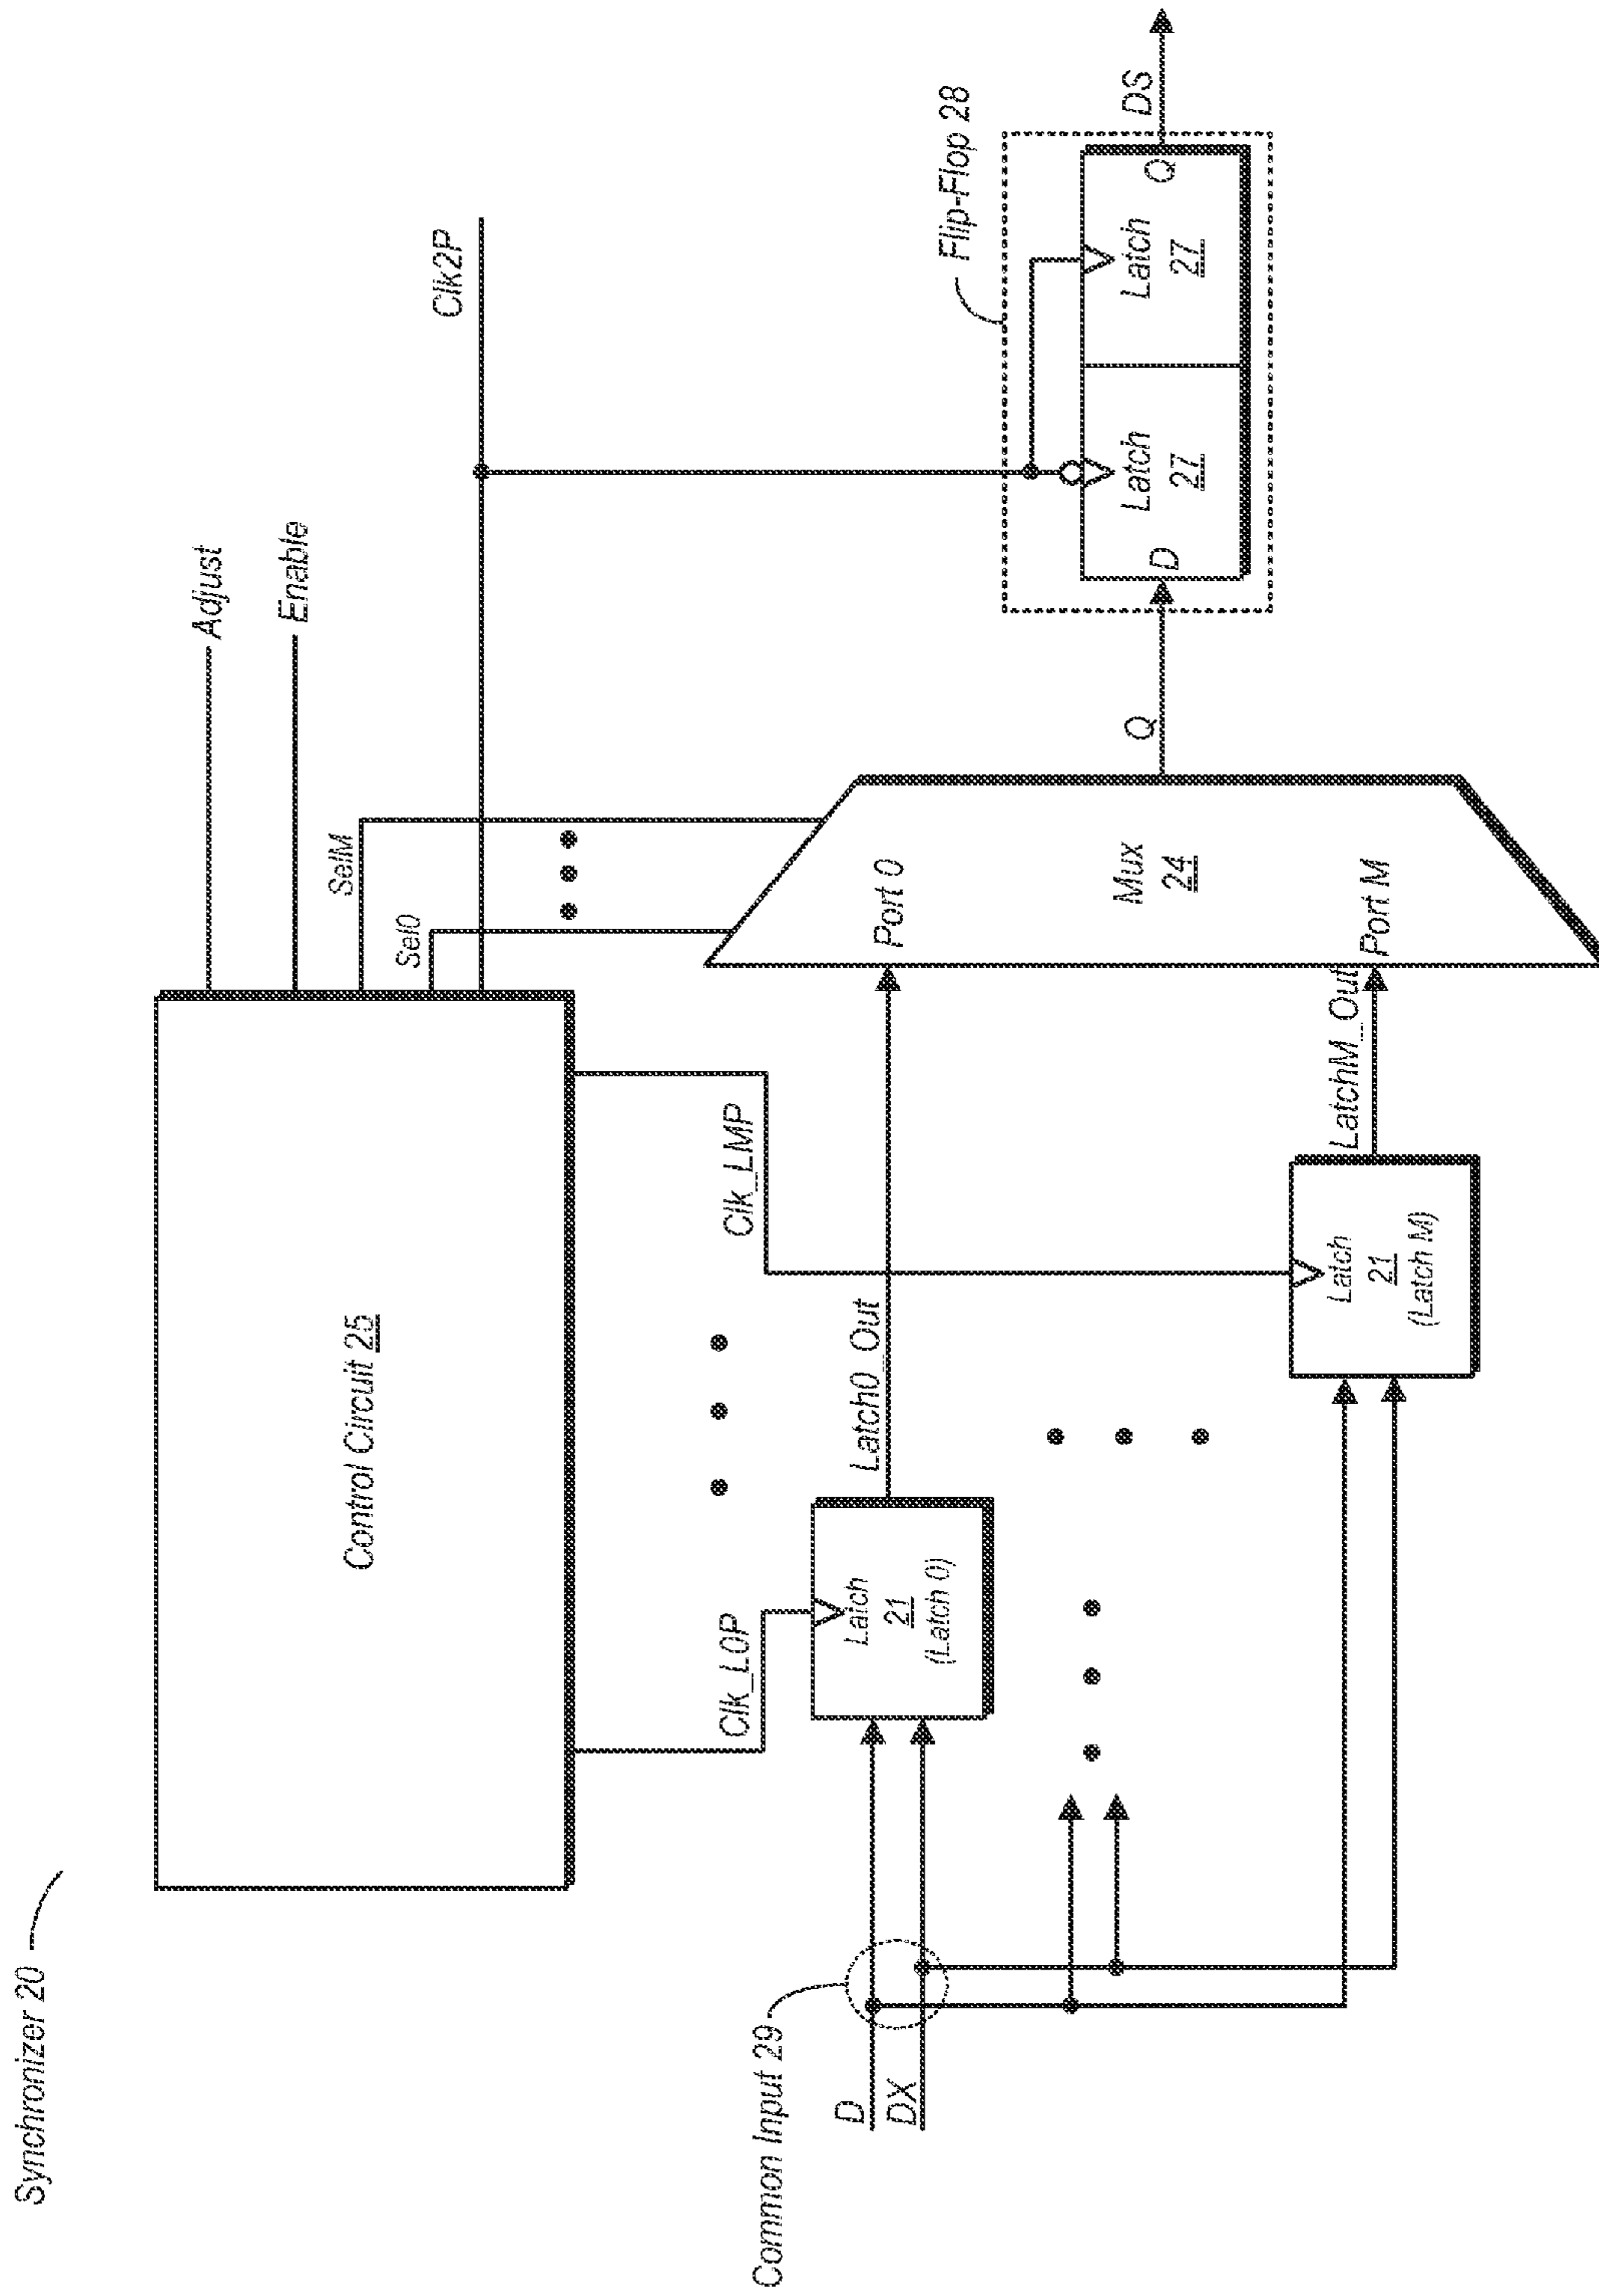 Synchronizer 20
Control Circuit 25
Adjust
Enable
SelM
Sel0
Clk2P
Clk_L0P
Clk_LMP
Common Input 29
D
DX
Latch
21
(Latch 0)
Latch0_Out
Latch
21
(Latch M)
LatchM_Out
Port 0
Mux
24
Port M
Q
Flip-Flop 28
D
Latch
27
Latch
27
Q
DS